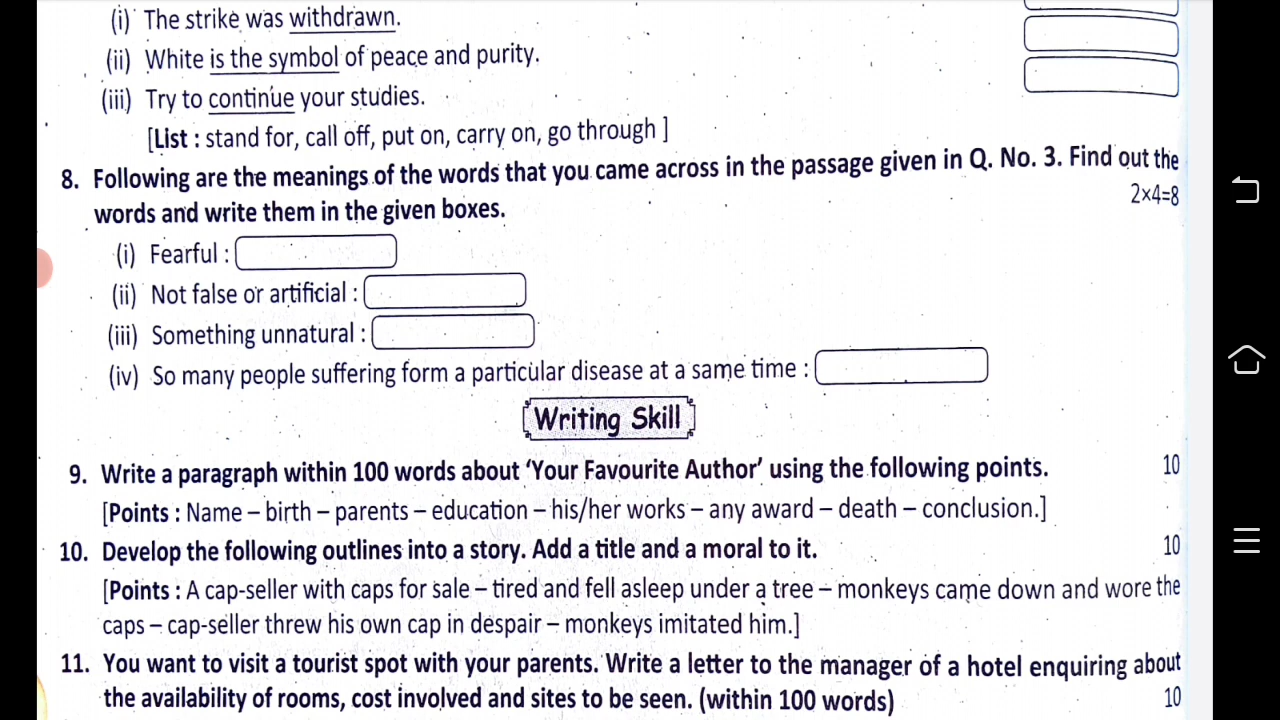 (i) The strike was withdrawn.
(ii) White is the symbol of peace and purity.
(iii) Try to continue your studies.
[List : stand for, call off, put on, carry on, go through ]
8. Following are the meanings of the words that you came across in the passage given in Q. No. 3. Find out the
words and write them in the given boxes. 2×4=8
(i) Fearful :
(ii) Not false or artificial :
(iii) Something unnatural :
(iv) So many people suffering form a particular disease at a same time :
Writing Skill
9. Write a paragraph within 100 words about ‘Your Favourite Author’ using the following points. 10
[Points : Name – birth – parents – education – his/her works – any award – death – conclusion.]
10. Develop the following outlines into a story. Add a title and a moral to it. 10
[Points : A cap-seller with caps for sale – tired and fell asleep under a tree – monkeys came down and wore the
caps – cap-seller threw his own cap in despair – monkeys imitated him.]
11. You want to visit a tourist spot with your parents. Write a letter to the manager of a hotel enquiring about
the availability of rooms, cost involved and sites to be seen. (within 100 words) 10